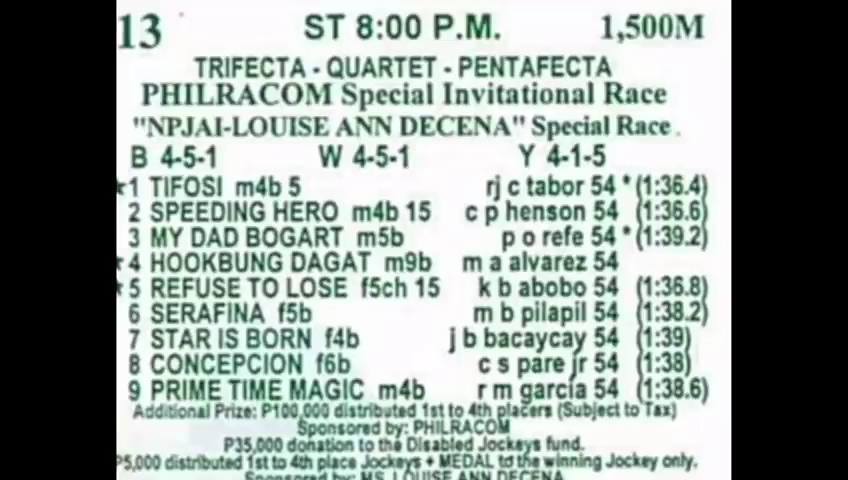 13 ST 8:00 P.M. 1,500M
TRIFECTA - QUARTET - PENTAFECTA
PHILRACOM Special Invitational Race
"NPJAI-LOUISE ANN DECENA" Special Race.
B 4-5-1 W 4-5-1 Y 4-1-5
★1 TIFOSI m4b 5 rj c tabor 54 * (1:36.4)
2 SPEEDING HERO m4b 15 c p henson 54 (1:36.6)
3 MY DAD BOGART m5b p o refe 54 * (1:39.2)
★4 HOOKBUNG DAGAT m9b m a alvarez 54
★5 REFUSE TO LOSE f5ch 15 k b abobo 54 (1:36.8)
6 SERAFINA f5b m b pilapil 54 (1:38.2)
7 STAR IS BORN f4b j b bacaycay 54 (1:39)
8 CONCEPCION f6b c s pare jr 54 (1:38)
9 PRIME TIME MAGIC m4b r m garcia 54 (1:38.6)
Additional Prize: P100,000 distributed 1st to 4th placers (Subject to Tax)
Sponsored by: PHILRACOM
P35,000 donation to the Disabled Jockeys fund.
P5,000 distributed 1st to 4th place Jockeys + MEDAL to the winning Jockey only.
Sponsored by: MS. LOUISE ANN DECENA